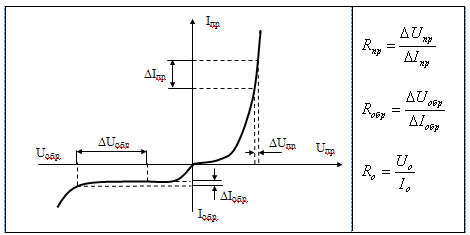 Iпр
ΔIпр
Uобр
ΔUобр
ΔUпр
Uпр
ΔIобр
Iобр
Rпр = ΔUпр / ΔIпр
Rобр = ΔUобр / ΔIобр
Rо = Uо / Iо